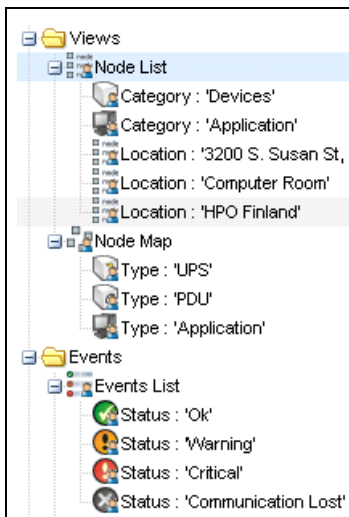 Views
Node List
Category : 'Devices'
Category : 'Application'
Location : '3200 S. Susan St,
Location : 'Computer Room'
Location : 'HPO Finland'
Node Map
Type : 'UPS'
Type : 'PDU'
Type : 'Application'
Events
Events List
Status : 'Ok'
Status : 'Warning'
Status : 'Critical'
Status : 'Communication Lost'